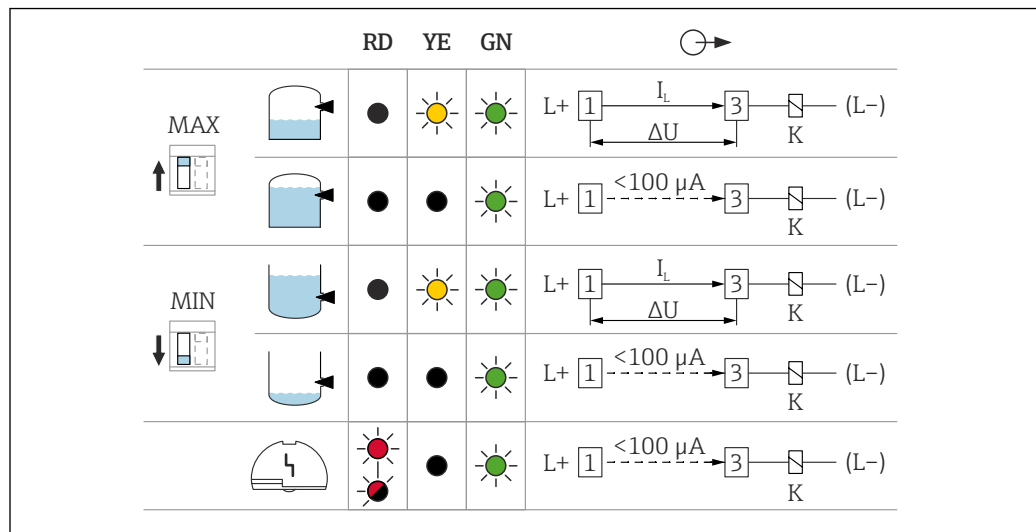 RD YE GN
MAX
L+ 1 I_L 3 (L–)
ΔU K
L+ 1 <100 μA 3 (L–)
K
MIN
L+ 1 I_L 3 (L–)
ΔU K
L+ 1 <100 μA 3 (L–)
K
L+ 1 <100 μA 3 (L–)
K